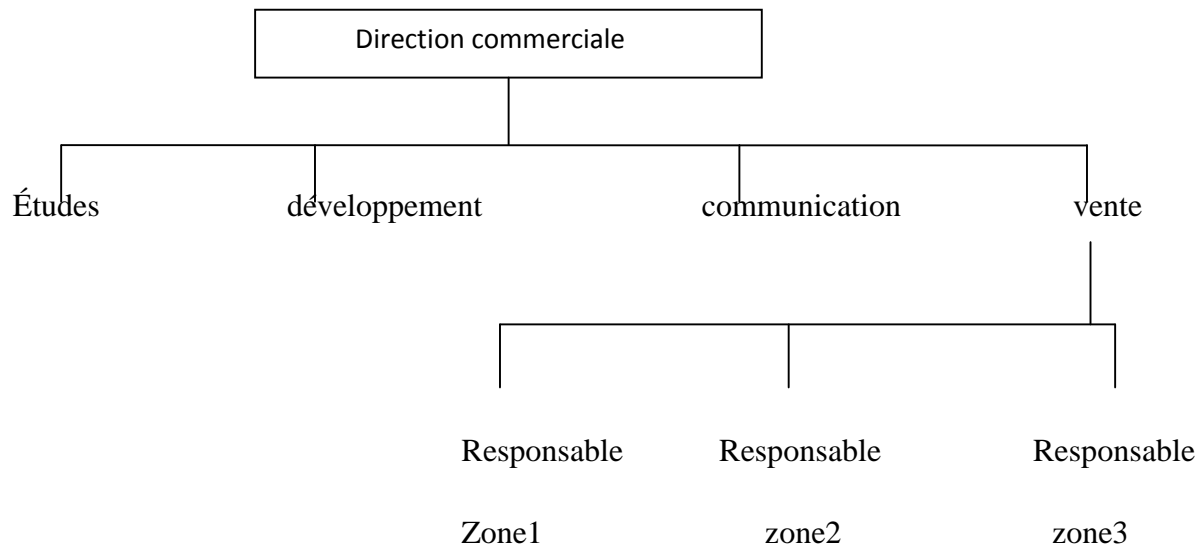 Direction commerciale
Études développement communication vente
Responsable Responsable Responsable
Zone1 zone2 zone3